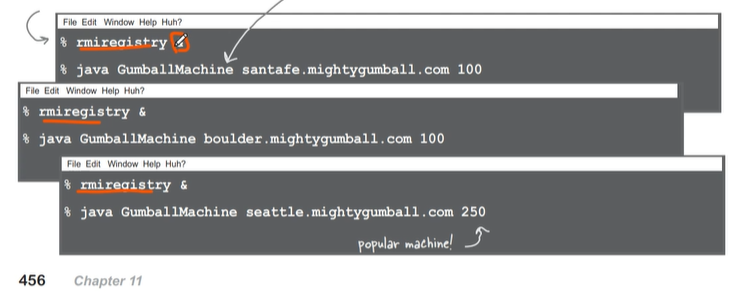 File Edit Window Help Huh?
% rmiregistry &
% java GumballMachine santafe.mightygumball.com 100
File Edit Window Help Huh?
% rmiregistry &
% java GumballMachine boulder.mightygumball.com 100
File Edit Window Help Huh?
% rmiregistry &
% java GumballMachine seattle.mightygumball.com 250
popular machine!
456 Chapter 11